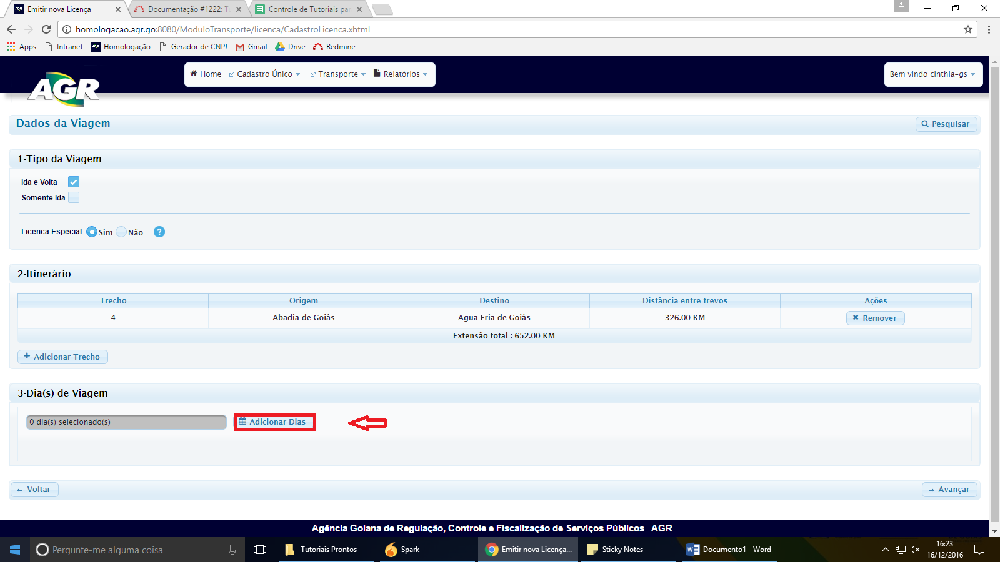 Emitir nova Licença
Documentação #1222: Tu
Controle de Tutoriais pa
homologacao.agr.go:8080/ModuloTransporte/licenca/CadastroLicenca.xhtml
Apps Intranet Homologação Gerador de CNPJ Gmail Drive Redmine
AGR
Home Cadastro Único Transporte Relatórios
Bem vindo cinthia-gs
Dados da Viagem
Pesquisar
1-Tipo da Viagem
Ida e Volta
Somente Ida
Licenca Especial Sim Não ?
2-Itinerário
Trecho Origem Destino Distância entre trevos Ações
4 Abadia de Goiás Agua Fria de Goiás 326.00 KM Remover
Extensão total : 652.00 KM
Adicionar Trecho
3-Dia(s) de Viagem
0 dia(s) selecionado(s) Adicionar Dias
Voltar Avançar
Agência Goiana de Regulação, Controle e Fiscalização de Serviços Públicos AGR
Pergunte-me alguma coisa
Tutoriais Prontos
Spark
Emitir nova Licença...
Sticky Notes
Documento1 - Word
16:23
16/12/2016